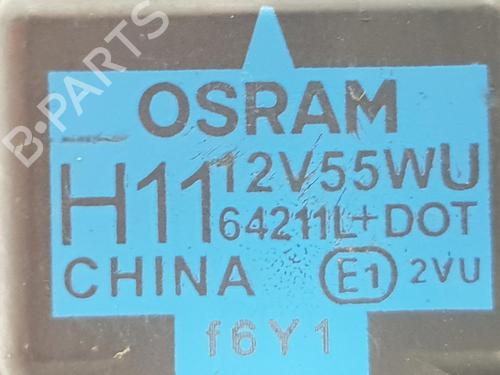 B-PARTS
OSRAM
H11 12V55WU
64211L+ DOT
CHINA E1 2VU
f6Y1